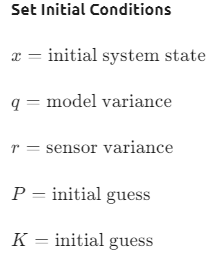 Set Initial Conditions
x = initial system state
q = model variance
r = sensor variance
P = initial guess
K = initial guess